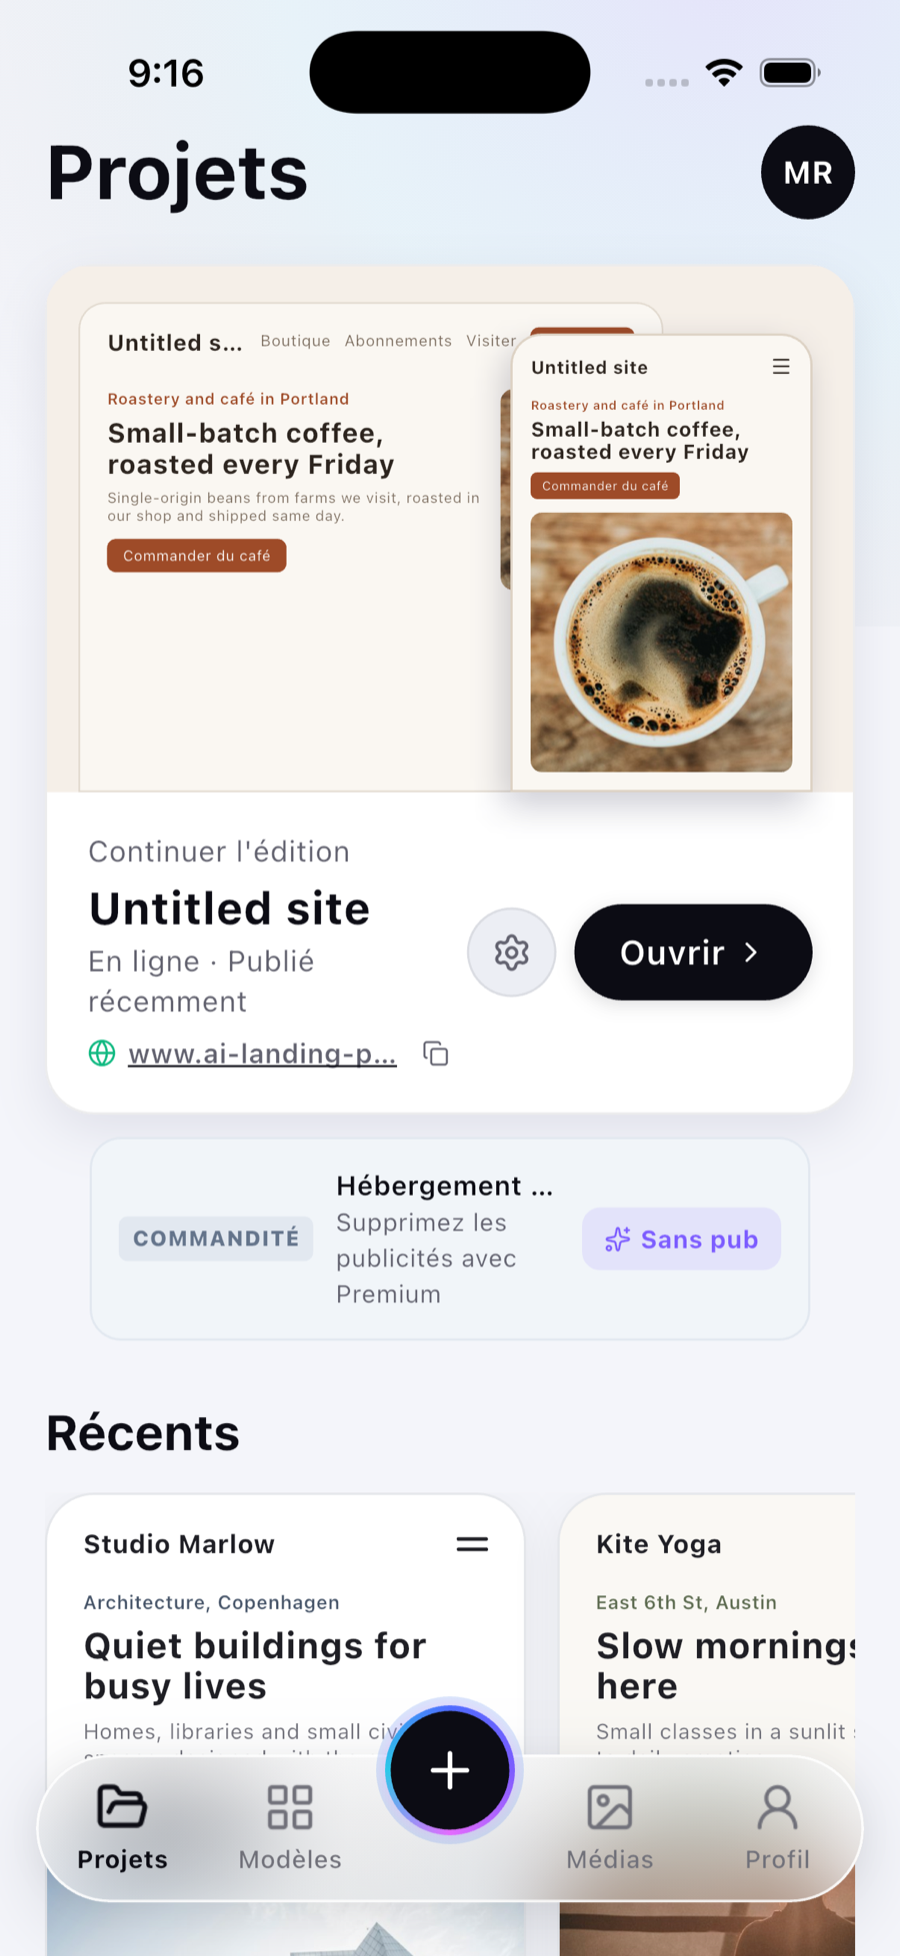 9:16
Projets
MR
Untitled s...
Boutique
Abonnements
Visiter
Roastery and café in Portland
Small-batch coffee,
roasted every Friday
Single-origin beans from farms we visit, roasted in
our shop and shipped same day.
Commander du café
Untitled site
Roastery and café in Portland
Small-batch coffee,
roasted every Friday
Commander du café
Continuer l'édition
Untitled site
En ligne · Publié
récemment
www.ai-landing-p...
Ouvrir
COMMANDITÉ
Hébergement ...
Supprimez les
publicités avec
Premium
Sans pub
Récents
Studio Marlow
Architecture, Copenhagen
Quiet buildings for
busy lives
Homes, libraries and small
Kite Yoga
East 6th St, Austin
Slow mornings
here
Small classes in a sunlit
Projets
Modèles
Médias
Profil